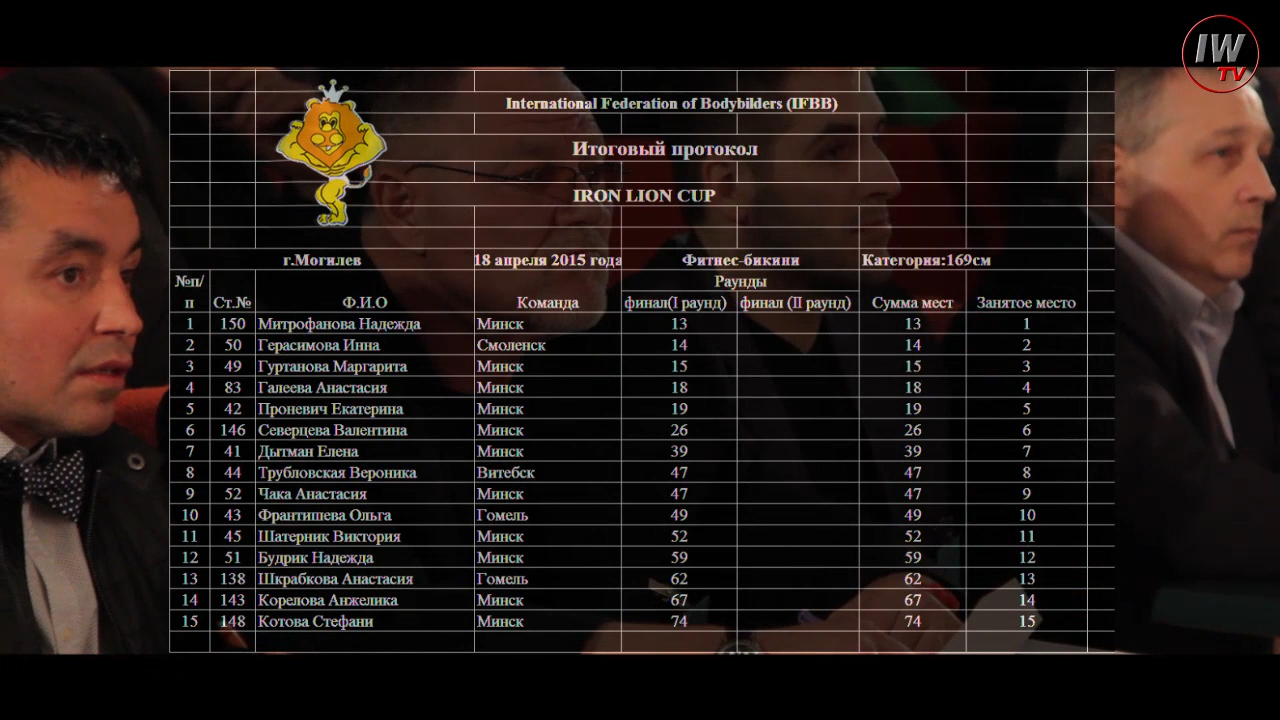 IW
TV
International Federation of Bodybilders (IFBB)
Итоговый протокол
IRON LION CUP
г.Могилев 18 апреля 2015 года Фитнес-бикини Категория:169см
№п/п Ст.№ Ф.И.О Команда Раунды Сумма мест Занятое место
финал(I раунд) финал (II раунд)
1 150 Митрофанова Надежда Минск 13 13 1
2 50 Герасимова Инна Смоленск 14 14 2
3 49 Гуртанова Маргарита Минск 15 15 3
4 83 Галеева Анастасия Минск 18 18 4
5 42 Проневич Екатерина Минск 19 19 5
6 146 Северцева Валентина Минск 26 26 6
7 41 Дытман Елена Минск 39 39 7
8 44 Трубловская Вероника Витебск 47 47 8
9 52 Чака Анастасия Минск 47 47 9
10 43 Франтишева Ольга Гомель 49 49 10
11 45 Шатерник Виктория Минск 52 52 11
12 51 Будрик Надежда Минск 59 59 12
13 138 Шкрабкова Анастасия Гомель 62 62 13
14 143 Корелова Анжелика Минск 67 67 14
15 148 Котова Стефани Минск 74 74 15